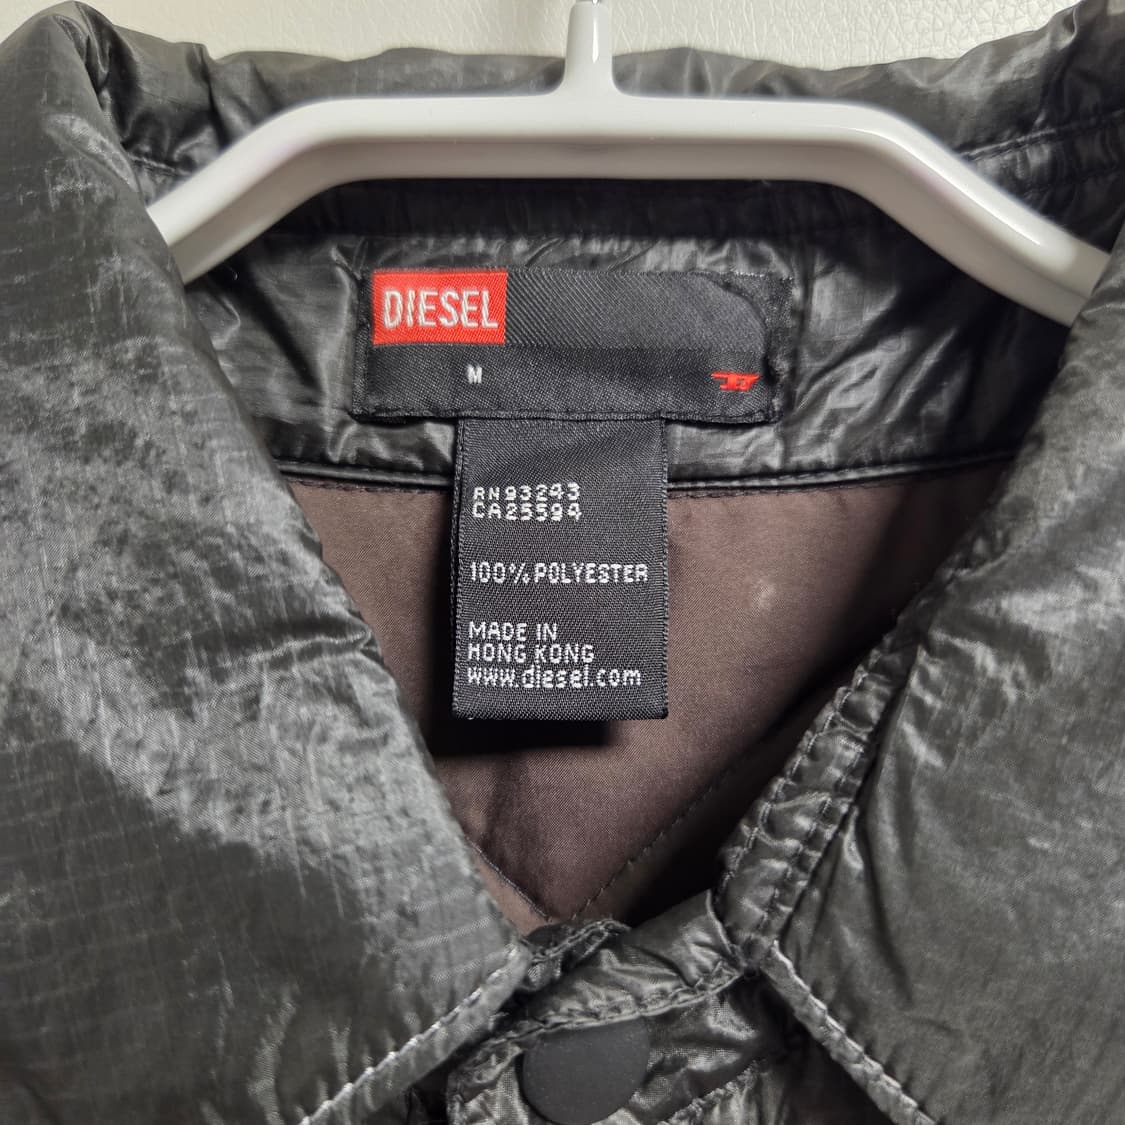 DIESEL
M
RN93243
CA25594
100%POLYESTER
MADE IN
HONG KONG
www.diesel.com